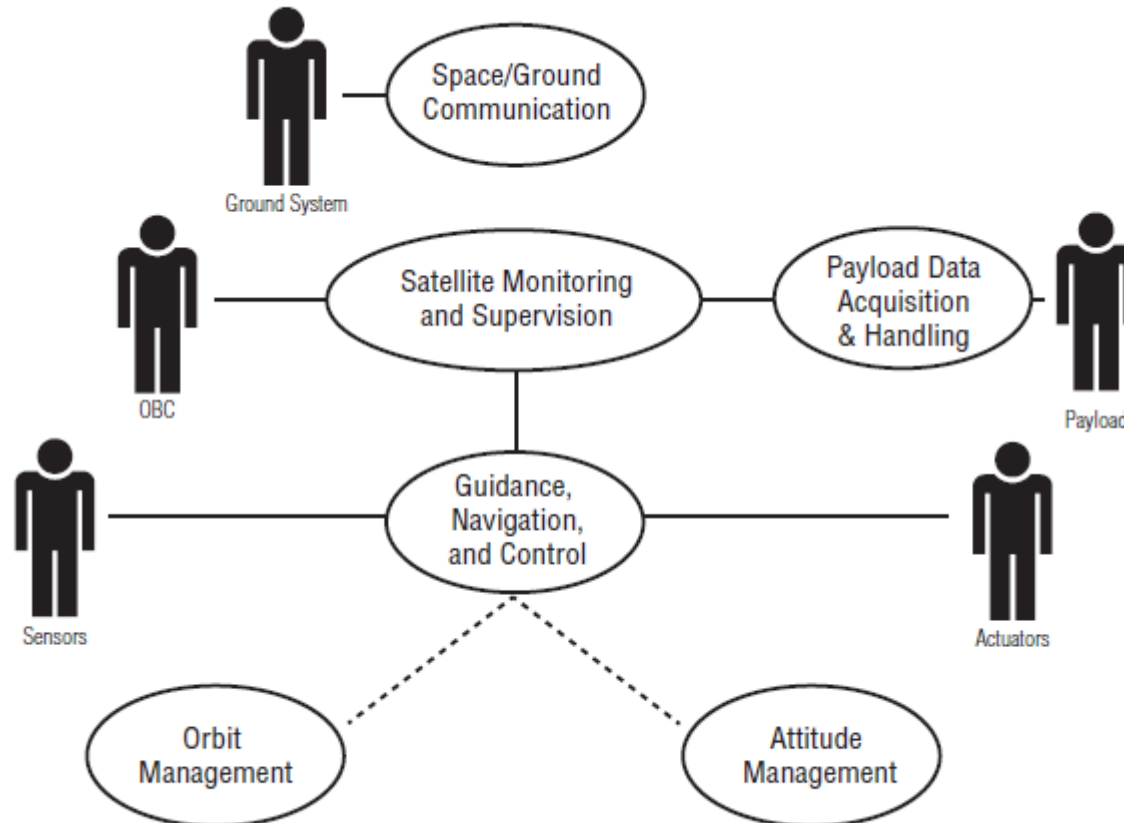 Space/Ground
Communication
Ground System
Satellite Monitoring
and Supervision
Payload Data
Acquisition
& Handling
OBC
Payload
Guidance,
Navigation,
and Control
Sensors
Actuators
Orbit
Management
Attitude
Management